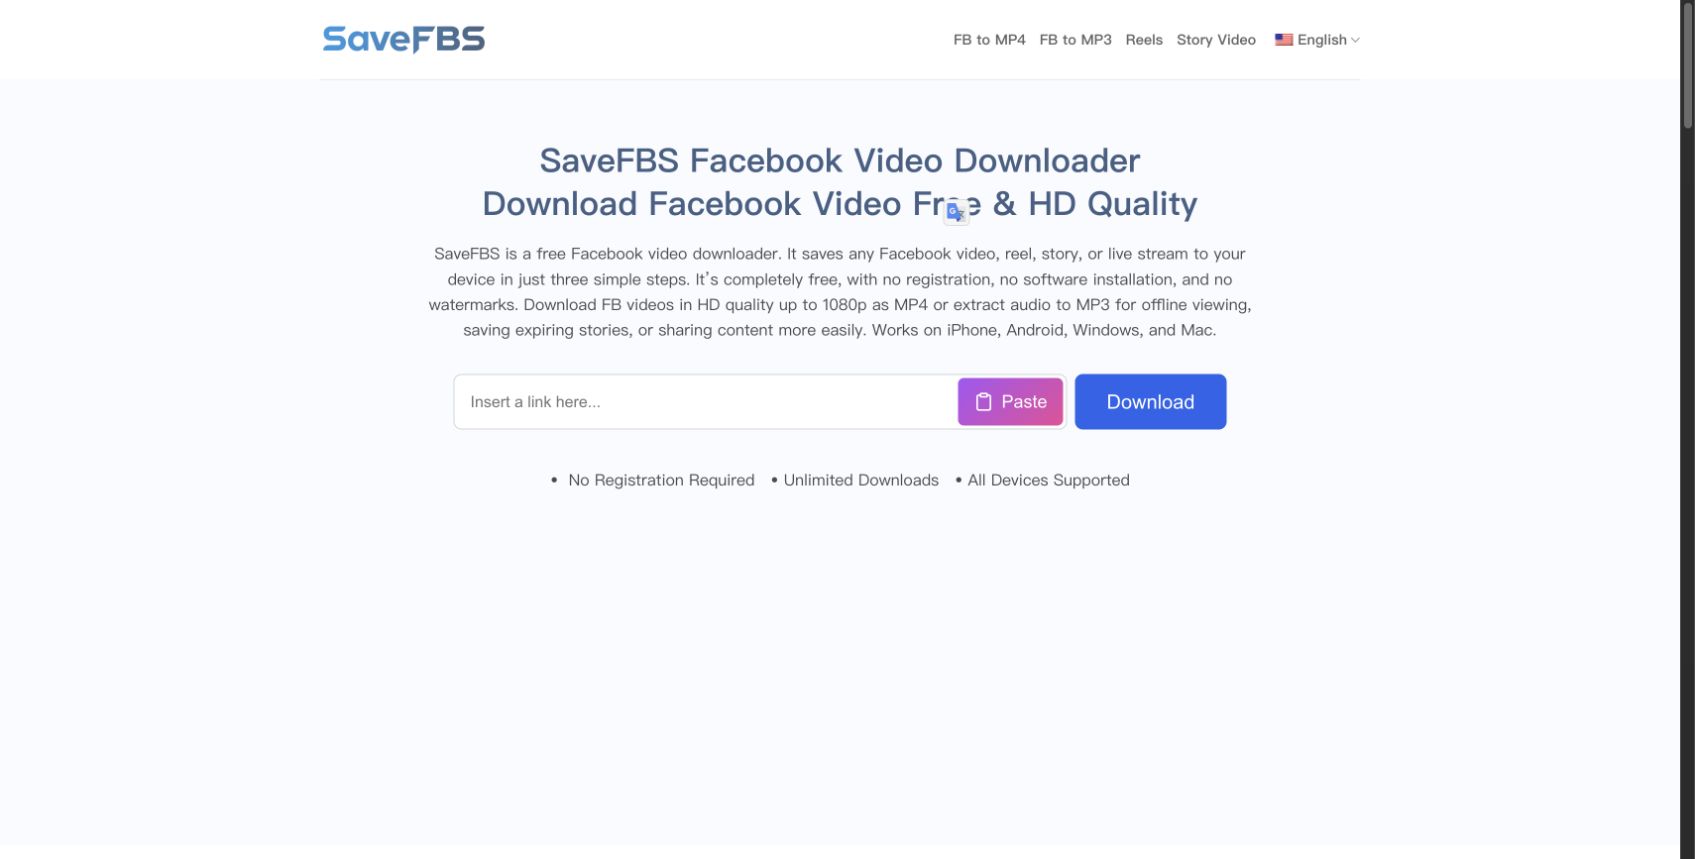 SaveFBS
FB to MP4 FB to MP3 Reels Story Video English
SaveFBS Facebook Video Downloader
Download Facebook Video Free & HD Quality
SaveFBS is a free Facebook video downloader. It saves any Facebook video, reel, story, or live stream to your
device in just three simple steps. It's completely free, with no registration, no software installation, and no
watermarks. Download FB videos in HD quality up to 1080p as MP4 or extract audio to MP3 for offline viewing,
saving expiring stories, or sharing content more easily. Works on iPhone, Android, Windows, and Mac.
Insert a link here... Paste Download
• No Registration Required • Unlimited Downloads • All Devices Supported